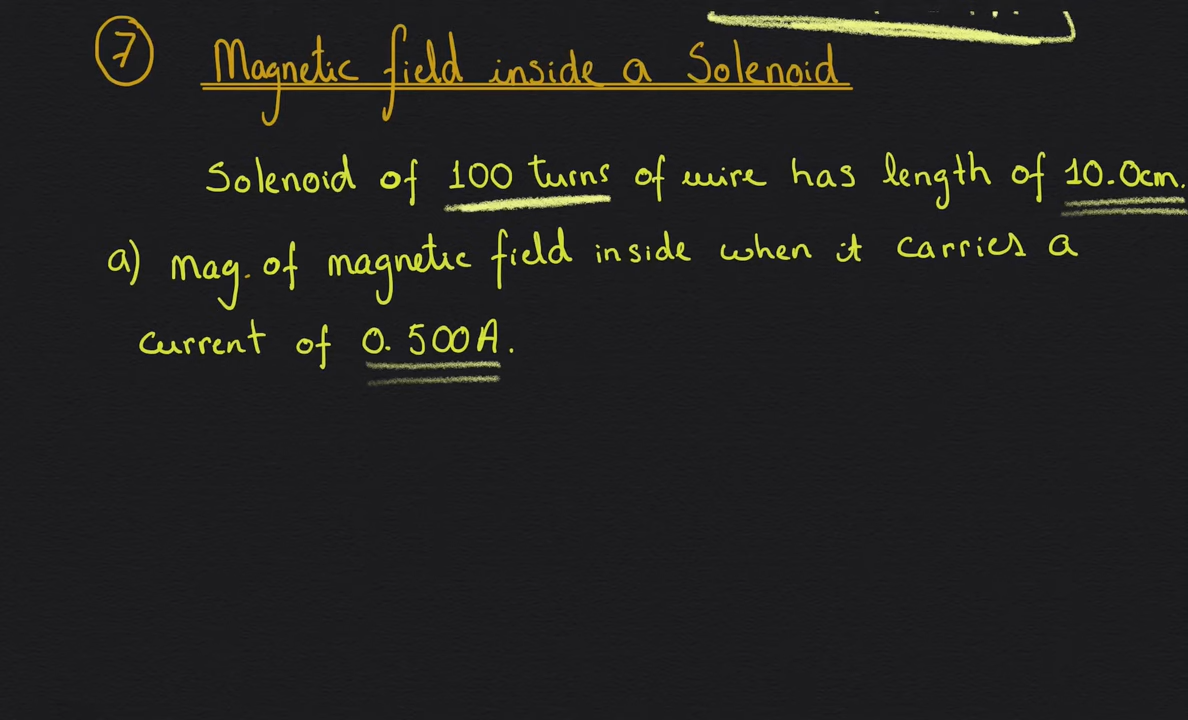 7 Magnetic field inside a Solenoid
Solenoid of 100 turns of wire has length of 10.0cm.
a) mag. of magnetic field inside when it carries a
current of 0.500A.